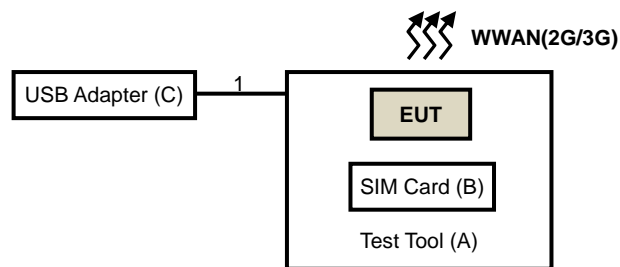 WWAN(2G/3G)
USB Adapter (C)
1
EUT
SIM Card (B)
Test Tool (A)